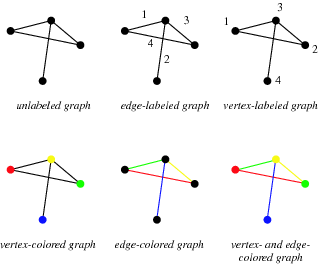 1 3
4
2
3
1
2
4
unlabeled graph edge-labeled graph vertex-labeled graph
vertex-colored graph edge-colored graph vertex- and edge-
colored graph